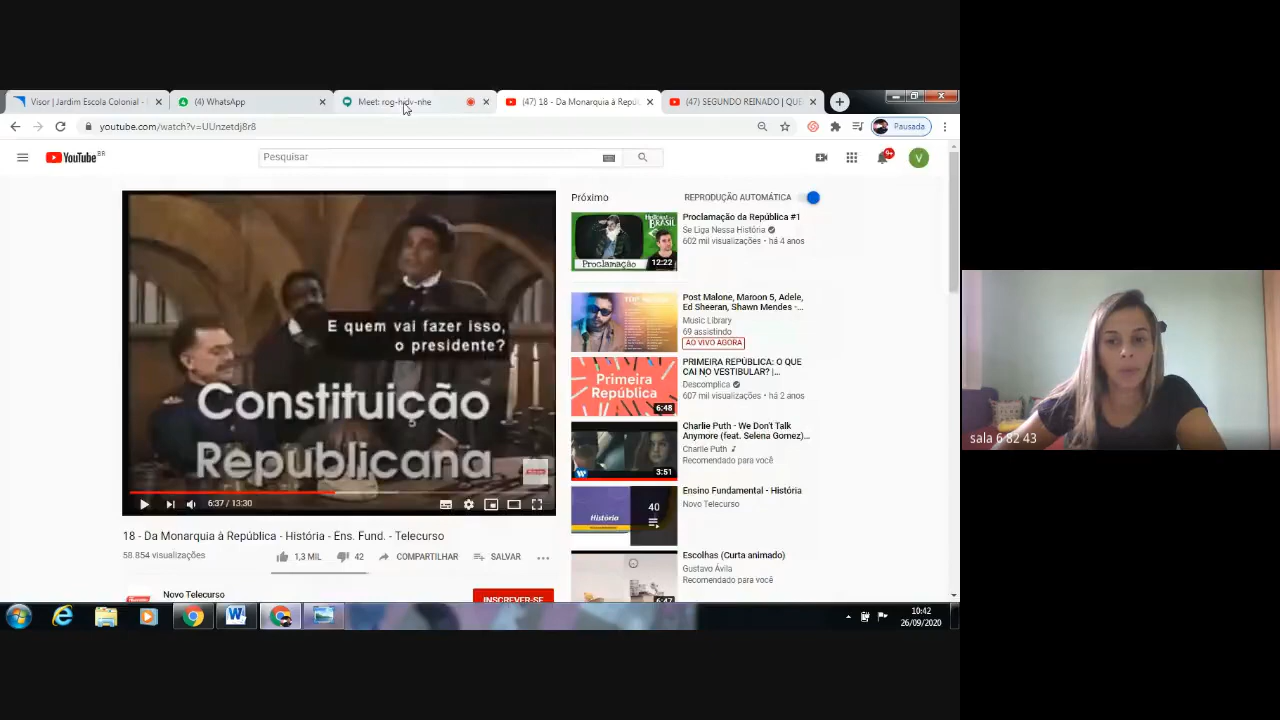 Visor | Jardim Escola Colonial -
(4) WhatsApp
Meet: rog-hjdv-nhe
(47) 18 - Da Monarquia à Repúb
(47) SEGUNDO REINADO | QUE
youtube.com/watch?v=UUnzetdj8r8
Pausada
YouTube BR
Pesquisar
9+
V
E quem vai fazer isso,
o presidente?
Constituição
Republicana
6:37 / 13:30
18 - Da Monarquia à República - História - Ens. Fund. - Telecurso
58.854 visualizações
1,3 MIL
42
COMPARTILHAR
SALVAR
Novo Telecurso
INSCREVER-SE
Próximo
REPRODUÇÃO AUTOMÁTICA
Proclamação
12:22
Proclamação da República #1
Se Liga Nessa História
602 mil visualizações • há 4 anos
Post Malone, Maroon 5, Adele,
Ed Sheeran, Shawn Mendes -...
Music Library
69 assistindo
AO VIVO AGORA
Primeira
República
6:48
PRIMEIRA REPÚBLICA: O QUE
CAI NO VESTIBULAR? |...
Descomplica
607 mil visualizações • há 2 anos
3:51
Charlie Puth - We Don't Talk
Anymore (feat. Selena Gomez)...
Charlie Puth
Recomendado para você
História
40
Ensino Fundamental - História
Novo Telecurso
6:47
Escolhas (Curta animado)
Gustavo Ávila
Recomendado para você
10:42
26/09/2020
sala 6 82 43